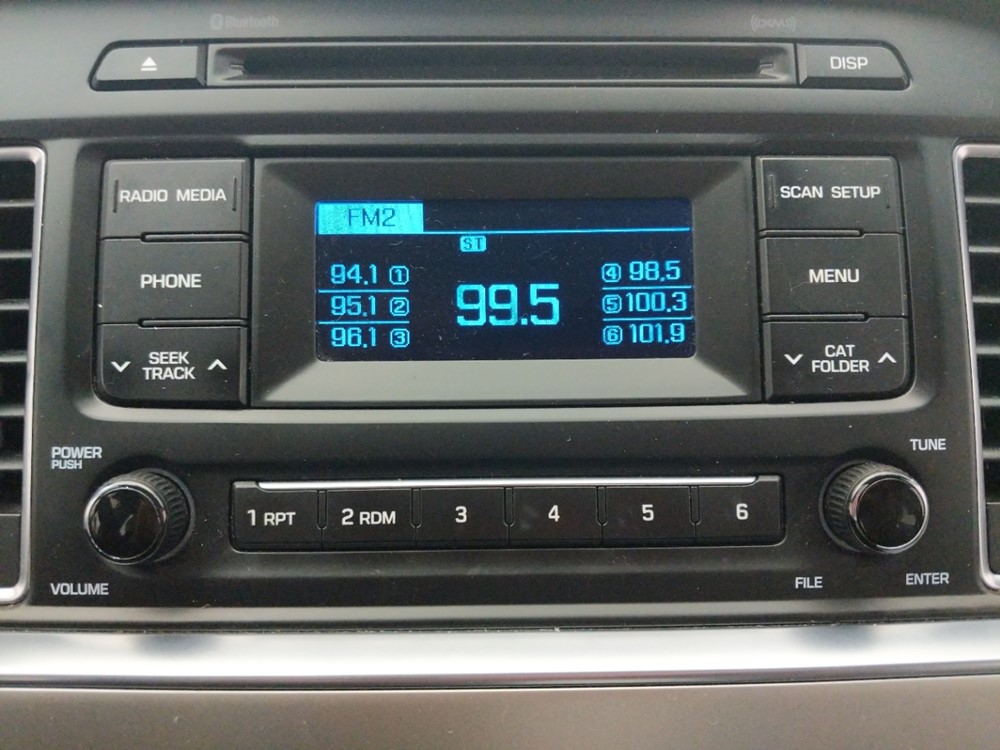 Bluetooth
DISP
RADIO MEDIA
SCAN SETUP
PHONE
MENU
SEEK
TRACK
CAT
FOLDER
FM2
ST
94.1 1
95.1 2
96.1 3
99.5
4 98.5
5 100.3
6 101.9
POWER
PUSH
VOLUME
1 RPT
2 RDM
3
4
5
6
TUNE
FILE
ENTER